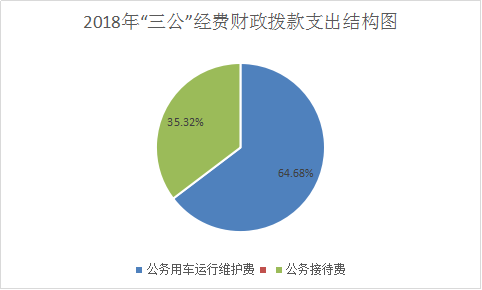 2018年“三公”经费财政拨款支出结构图
35.32%
64.68%
公务用车运行维护费 公务接待费